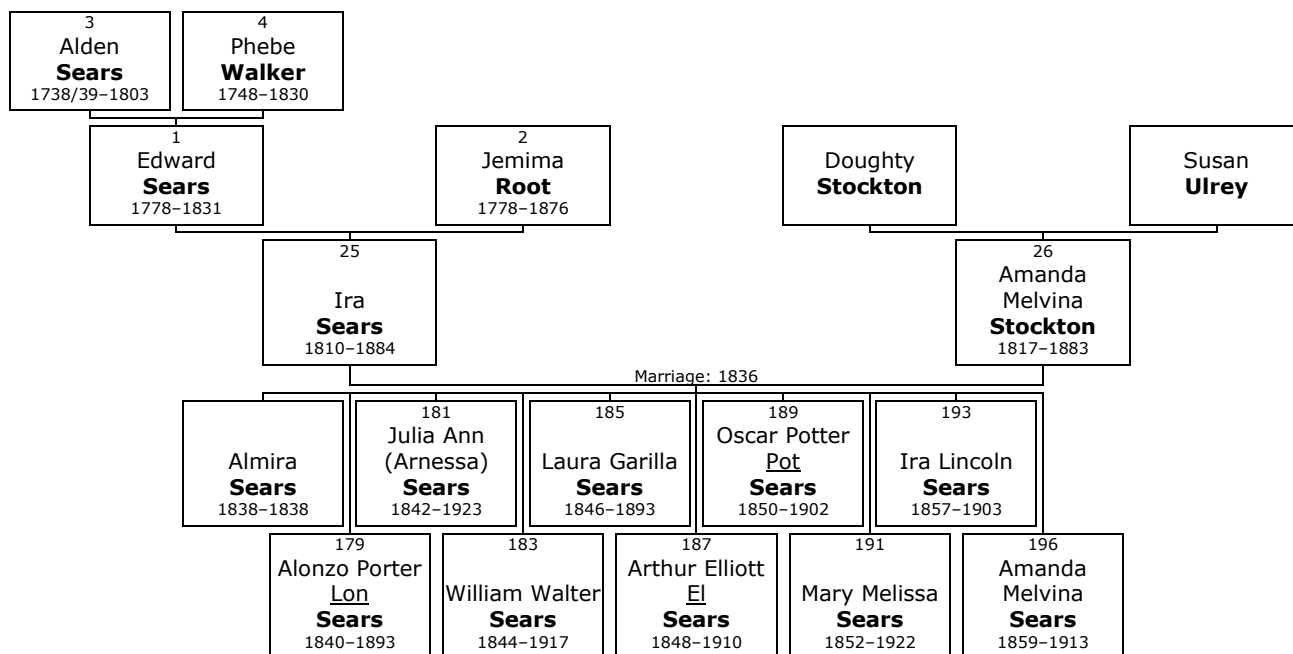 3
Alden
Sears
1738/39–1803
4
Phebe
Walker
1748–1830
1
Edward
Sears
1778–1831
2
Jemima
Root
1778–1876
Doughty
Stockton
Susan
Ulrey
25
Ira
Sears
1810–1884
26
Amanda
Melvina
Stockton
1817–1883
Marriage: 1836
Almira
Sears
1838–1838
181
Julia Ann
(Arnessa)
Sears
1842–1923
185
Laura Garilla
Sears
1846–1893
189
Oscar Potter
Pot
Sears
1850–1902
193
Ira Lincoln
Sears
1857–1903
179
Alonzo Porter
Lon
Sears
1840–1893
183
William Walter
Sears
1844–1917
187
Arthur Elliott
El
Sears
1848–1910
191
Mary Melissa
Sears
1852–1922
196
Amanda
Melvina
Sears
1859–1913